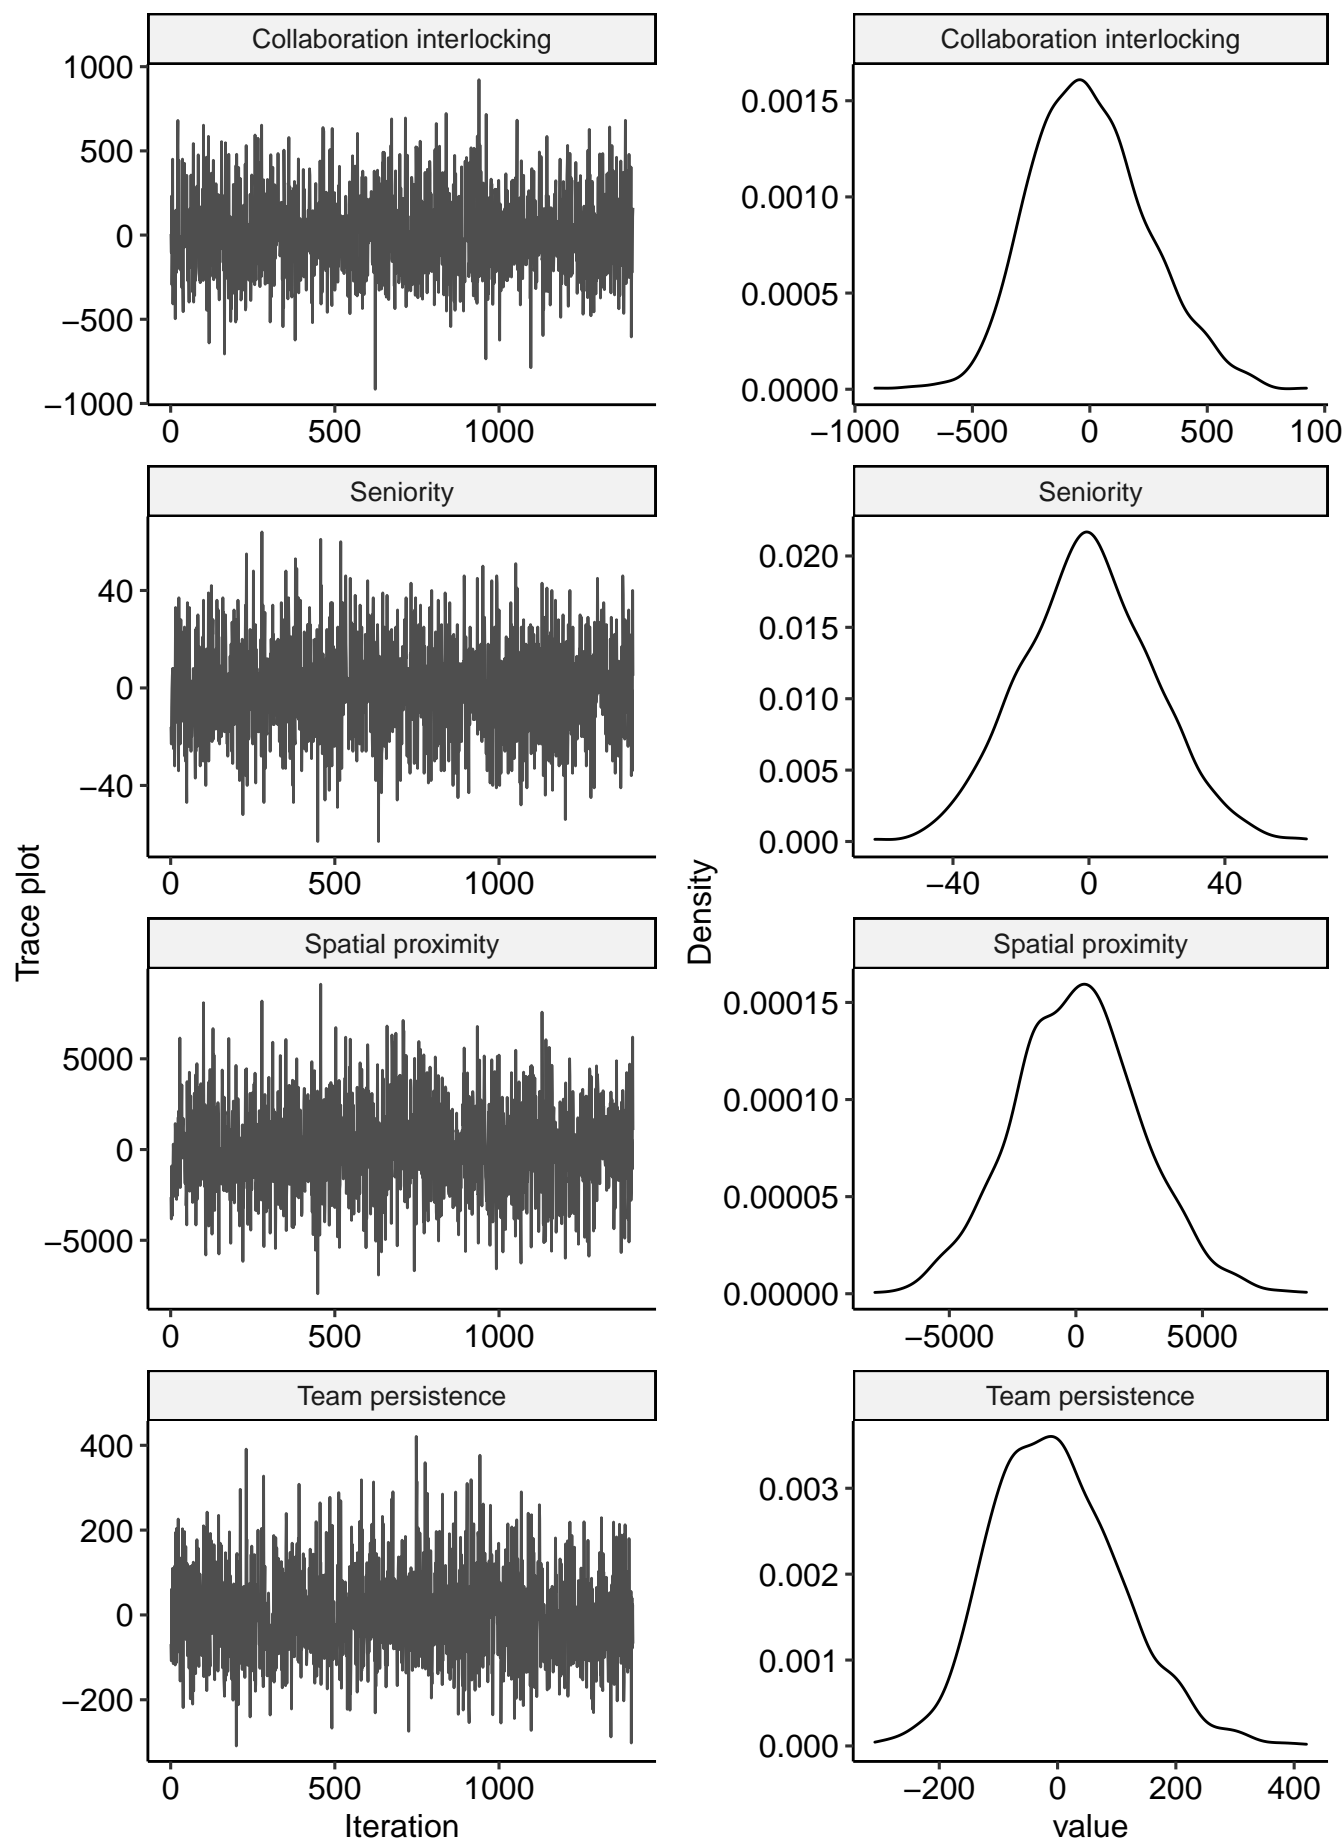 Collaboration interlocking
1000
500
0
−500
−1000
0 500 1000
Seniority
40
0
−40
0 500 1000
Spatial proximity
5000
0
−5000
0 500 1000
Team persistence
400
200
0
−200
0 500 1000
Trace plot
Iteration
Collaboration interlocking
0.0015
0.0010
0.0005
0.0000
−1000 −500 0 500 100
Seniority
0.020
0.015
0.010
0.005
0.000
−40 0 40
Spatial proximity
0.00015
0.00010
0.00005
0.00000
−5000 0 5000
Team persistence
0.003
0.002
0.001
0.000
−200 0 200 400
Density
value